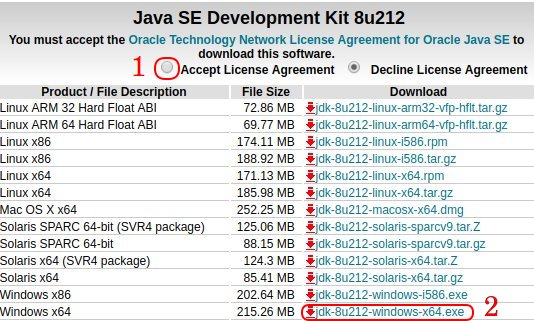 Java SE Development Kit 8u212
You must accept the Oracle Technology Network License Agreement for Oracle Java SE to
download this software.
1 Accept License Agreement Decline License Agreement
Product / File Description File Size Download
Linux ARM 32 Hard Float ABI 72.86 MB jdk-8u212-linux-arm32-vfp-hflt.tar.gz
Linux ARM 64 Hard Float ABI 69.77 MB jdk-8u212-linux-arm64-vfp-hflt.tar.gz
Linux x86 174.11 MB jdk-8u212-linux-i586.rpm
Linux x86 188.92 MB jdk-8u212-linux-i586.tar.gz
Linux x64 171.13 MB jdk-8u212-linux-x64.rpm
Linux x64 185.98 MB jdk-8u212-linux-x64.tar.gz
Mac OS X x64 252.25 MB jdk-8u212-macosx-x64.dmg
Solaris SPARC 64-bit (SVR4 package) 125.06 MB jdk-8u212-solaris-sparcv9.tar.Z
Solaris SPARC 64-bit 88.15 MB jdk-8u212-solaris-sparcv9.tar.gz
Solaris x64 (SVR4 package) 124.3 MB jdk-8u212-solaris-x64.tar.Z
Solaris x64 85.41 MB jdk-8u212-solaris-x64.tar.gz
Windows x86 202.64 MB jdk-8u212-windows-i586.exe
Windows x64 215.26 MB jdk-8u212-windows-x64.exe 2